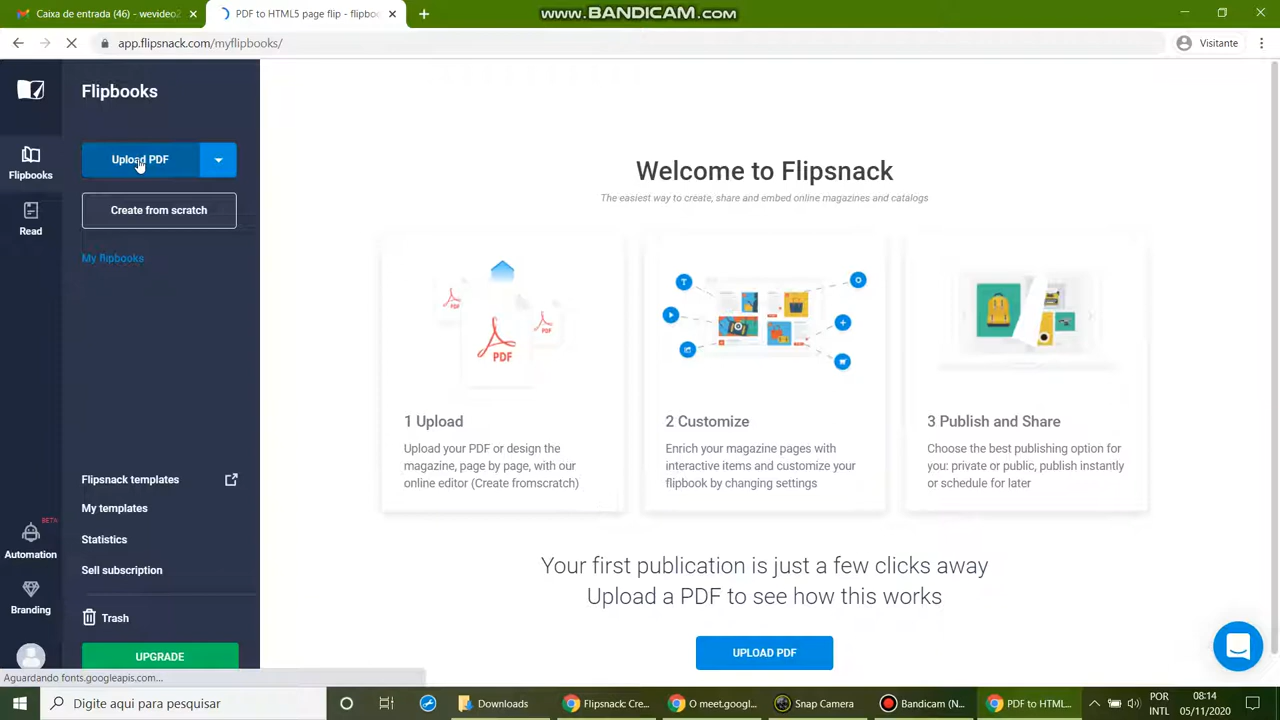 Caixa de entrada (46) - wevideo2
PDF to HTML5 page flip - flipboo
www.BANDICAM.com
app.flipsnack.com/myflipbooks/
Visitante
Flipbooks
Upload PDF
Flipbooks
Create from scratch
Read
My flipbooks
Welcome to Flipsnack
The easiest way to create, share and embed online magazines and catalogs
PDF
PDF
PDF
T
1 Upload
Upload your PDF or design the
magazine, page by page, with our
online editor (Create fromscratch)
2 Customize
Enrich your magazine pages with
interactive items and customize your
flipbook by changing settings
3 Publish and Share
Choose the best publishing option for
you: private or public, publish instantly
or schedule for later
Flipsnack templates
My templates
BETA
Statistics
Automation
Sell subscription
Branding
Trash
UPGRADE
Your first publication is just a few clicks away
Upload a PDF to see how this works
UPLOAD PDF
Aguardando fonts.googleapis.com...
Digite aqui para pesquisar
Downloads
Flipsnack: Cre...
O meet.googl...
Snap Camera
Bandicam (N...
PDF to HTML...
POR
INTL
08:14
05/11/2020